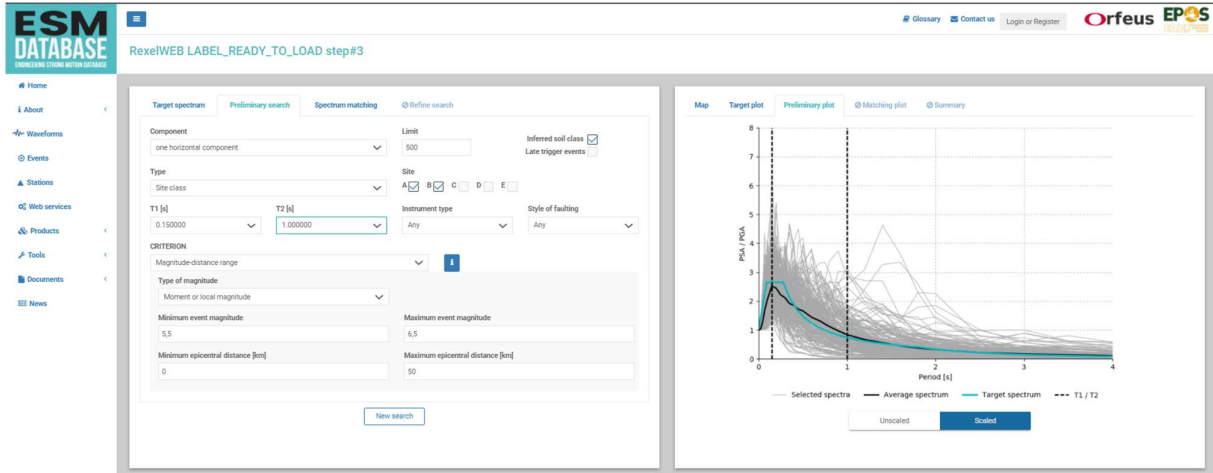 ESM
DATABASE
ENGINEERING STRONG MOTION DATABASE
Glossary
Contact us
Login or Register
Orfeus
EPOS
RexelWEB LABEL_READY_TO_LOAD step#3
Home
About
Waveforms
Events
Stations
Web services
Products
Tools
Documents
News
Target spectrum Preliminary search Spectrum matching Refine search
Component
one horizontal component
Limit
500
Inferred soil class
Late trigger events
Type
Site class
Site
A B C D E
T1 [s]
0.150000
T2 [s]
1.000000
Instrument type
Any
Style of faulting
Any
CRITERION
Magnitude-distance range
i
Type of magnitude
Moment or local magnitude
Minimum event magnitude
5,5
Maximum event magnitude
6,5
Minimum epicentral distance [km]
0
Maximum epicentral distance [km]
50
New search
Map Target plot Preliminary plot Matching plot Summary
8
7
6
5
4
3
2
1
0
PSA / PGA
0 1 2 3 4
Period [s]
Selected spectra Average spectrum Target spectrum T1 / T2
Unscaled Scaled